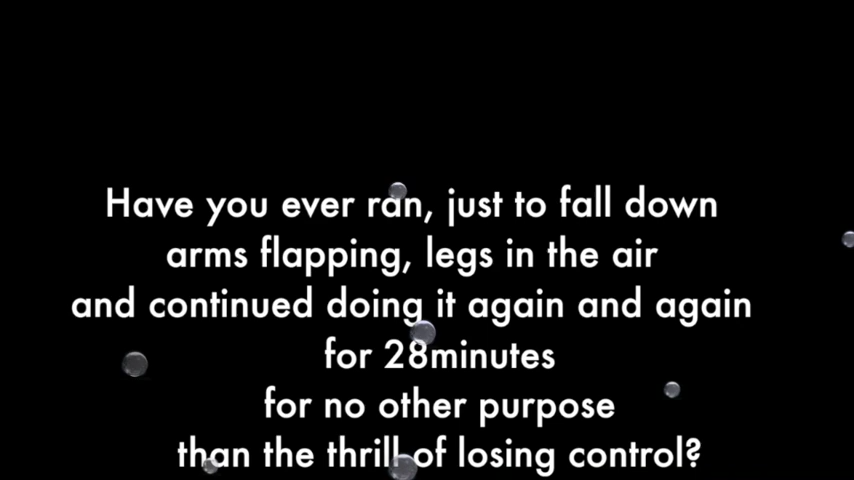 Have you ever ran, just to fall down
arms flapping, legs in the air
and continued doing it again and again
for 28minutes
for no other purpose
than the thrill of losing control?